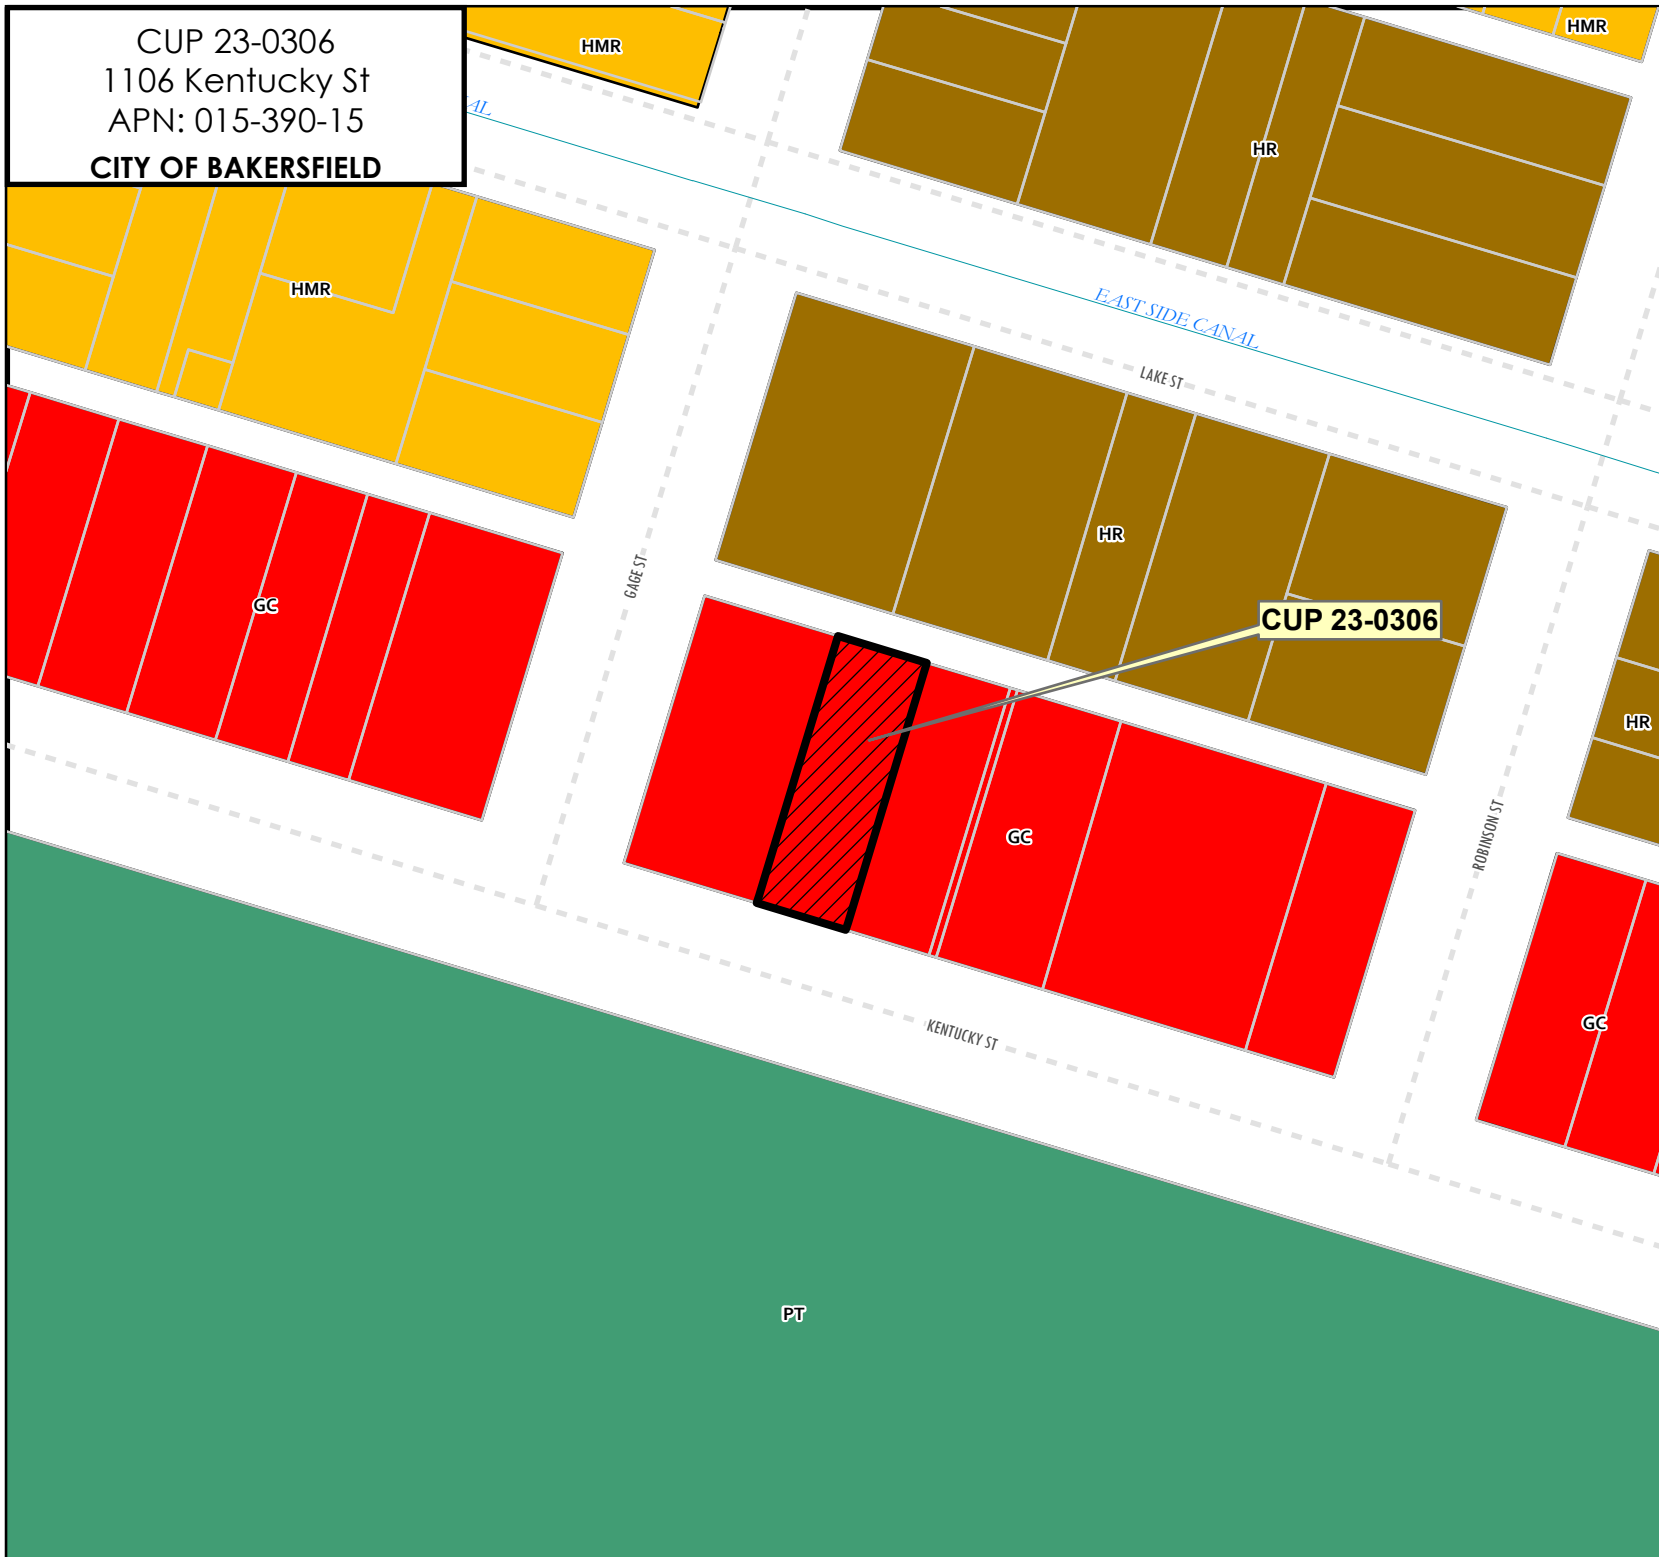 CUP 23-0306
1106 Kentucky St
APN: 015-390-15
CITY OF BAKERSFIELD
HMR
HMR
AL
HR
HMR
EAST SIDE CANAL
LAKE ST
HR
GAGE ST
GC
CUP 23-0306
HR
ROBINSON ST
GC
GC
KENTUCKY ST
PT